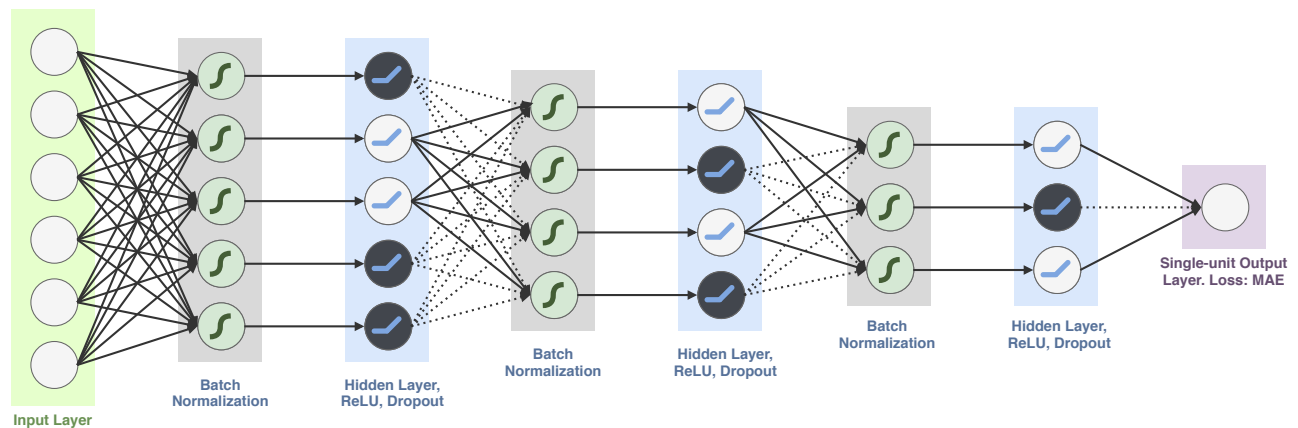 Input Layer
Batch
Normalization
Hidden Layer,
ReLU, Dropout
Batch
Normalization
Hidden Layer,
ReLU, Dropout
Batch
Normalization
Hidden Layer,
ReLU, Dropout
Single-unit Output
Layer. Loss: MAE